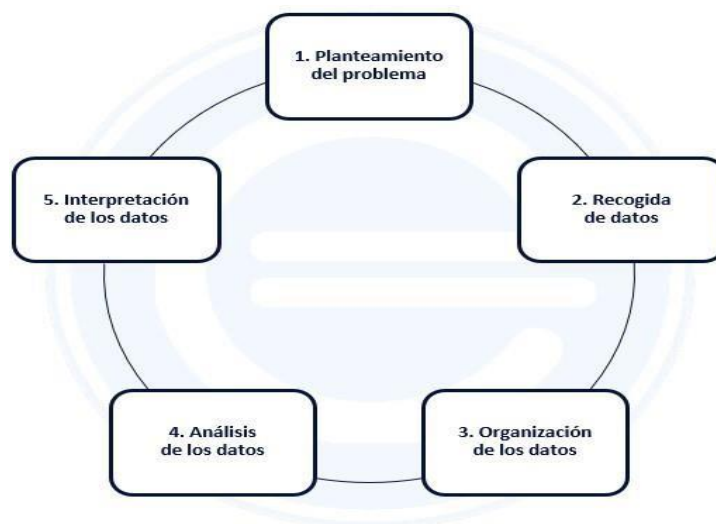 1. Planteamiento
del problema
2. Recogida
de datos
3. Organización
de los datos
4. Análisis
de los datos
5. Interpretación
de los datos